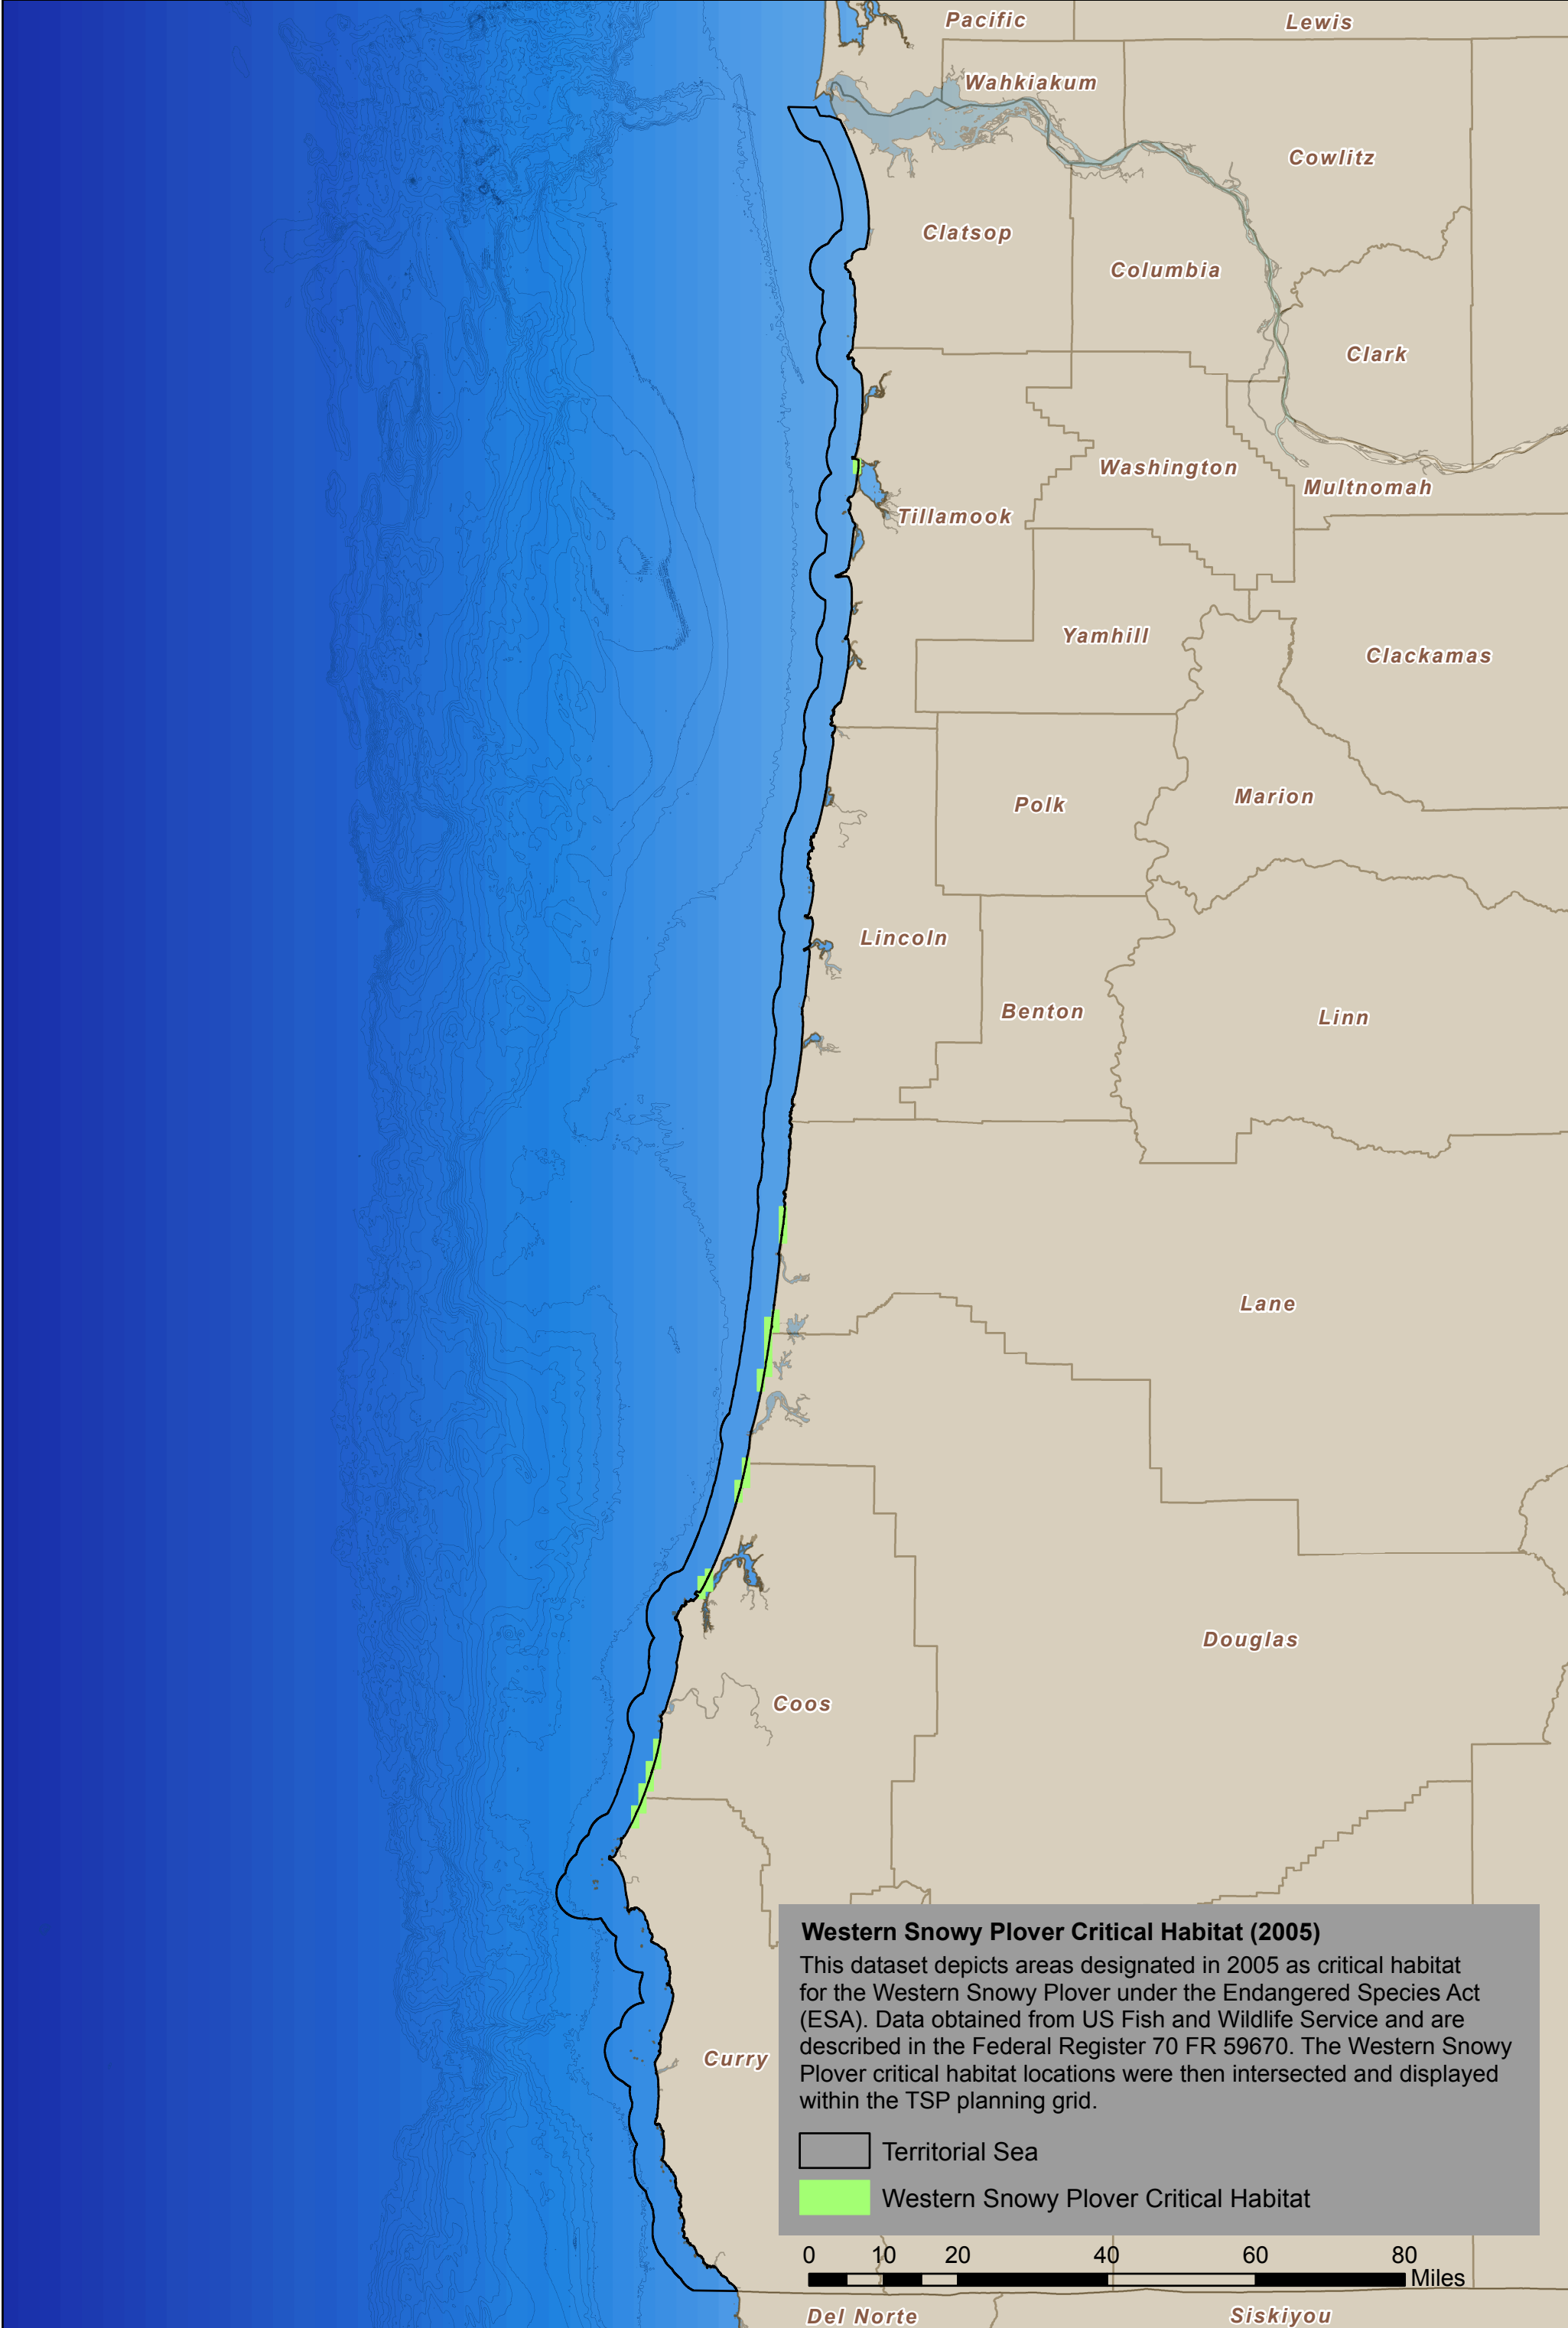 Pacific
Lewis
Wahkiakum
Cowlitz
Clatsop
Columbia
Clark
Washington
Multnomah
Tillamook
Yamhill
Clackamas
Polk
Marion
Lincoln
Benton
Linn
Lane
Douglas
Coos
Curry
Western Snowy Plover Critical Habitat (2005)
This dataset depicts areas designated in 2005 as critical habitat
for the Western Snowy Plover under the Endangered Species Act
(ESA). Data obtained from US Fish and Wildlife Service and are
described in the Federal Register 70 FR 59670. The Western Snowy
Plover critical habitat locations were then intersected and displayed
within the TSP planning grid.
Territorial Sea
Western Snowy Plover Critical Habitat
0 10 20 40 60 80
Miles
Del Norte
Siskiyou